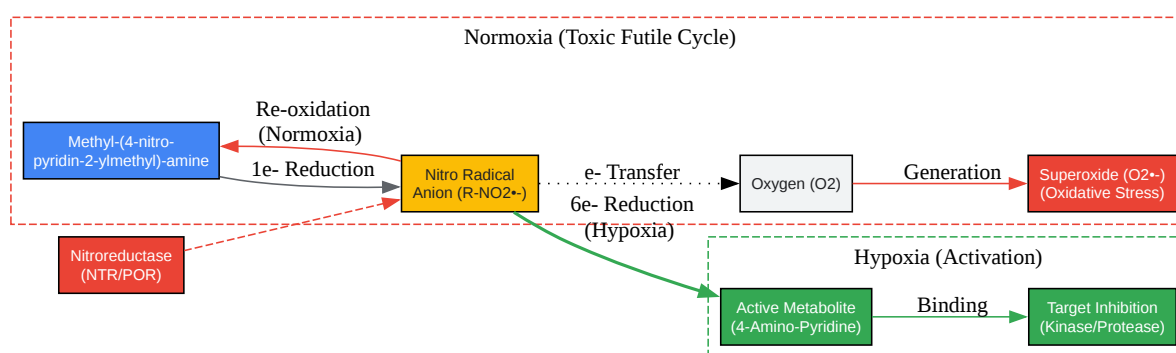 Normoxia (Toxic Futile Cycle)
Re-oxidation
(Normoxia)
Methyl-(4-nitro-
pyridin-2-ylmethyl)-amine
1e- Reduction
Nitro Radical
Anion (R-NO2•-)
e- Transfer
Oxygen (O2)
Generation
Superoxide (O2•-)
(Oxidative Stress)
6e- Reduction
(Hypoxia)
Nitroreductase
(NTR/POR)
Hypoxia (Activation)
Active Metabolite
(4-Amino-Pyridine)
Binding
Target Inhibition
(Kinase/Protease)